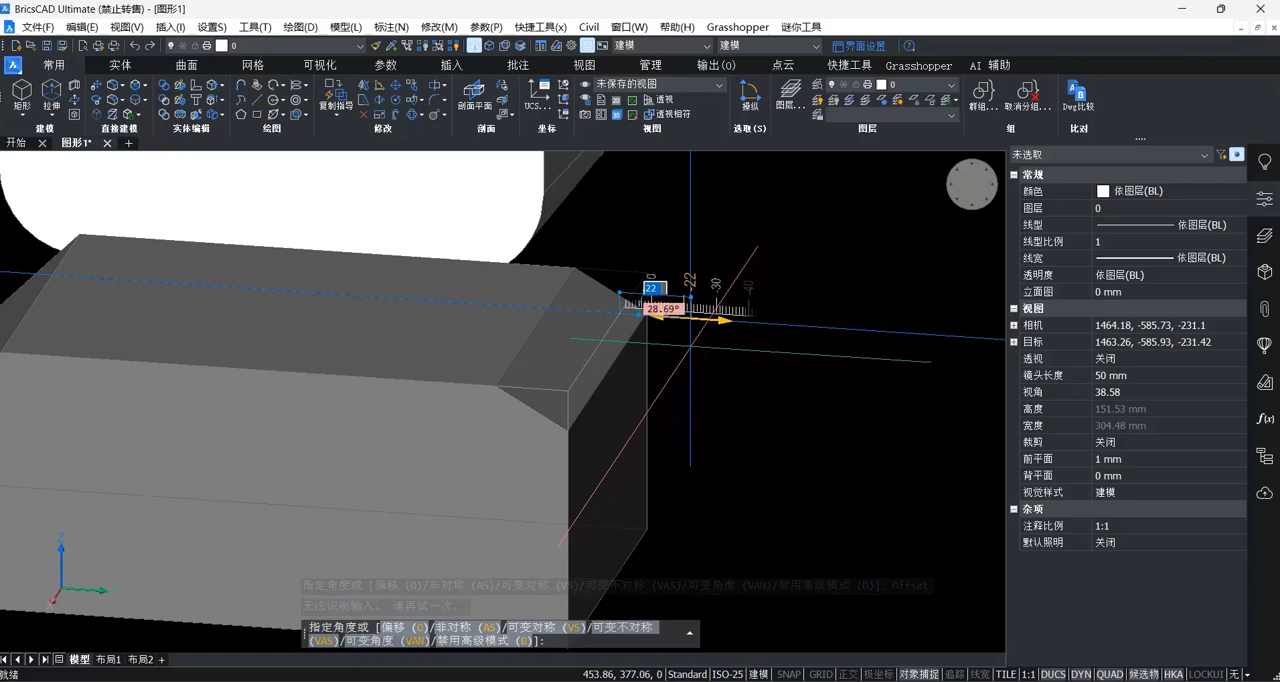 BricsCAD Ultimate (禁止转售) - [图形1]
文件(F) 编辑(E) 视图(V) 插入(I) 设置(S) 工具(T) 绘图(D) 模型(L) 标注(N) 修改(M) 参数(P) 快捷工具(x) Civil 窗口(W) 帮助(H) Grasshopper 迷你工具
0 建模 建模 界面设置
常用 实体 曲面 网格 可视化 参数 插入 批注 视图 管理 输出(O) 点云 快捷工具 Grasshopper AI 辅助
矩形 拉伸 复制指导... 剖面平面 UCS... 未保存的视图 透视 透视相符 操纵 图层... 0 群组... 取消分组... Dwg比较
建模 直接建模 实体编辑 绘图 修改 剖面 坐标 视图 选取(S) 图层 组 比对
开始 图形1*
未选取
常规
颜色 依图层(BL)
图层 0
线型 依图层(BL)
线型比例 1
线宽 依图层(BL)
透明度 依图层(BL)
立面图 0 mm
视图
相机 1464.18, -585.73, -231.1
目标 1463.26, -585.93, -231.42
透视 关闭
镜头长度 50 mm
视角 38.58
高度 151.53 mm
宽度 304.48 mm
裁剪 关闭
前平面 1 mm
背平面 0 mm
视觉样式 建模
杂项
注释比例 1:1
默认照明 关闭
0 -22 -30 -40
22
28.69°
Z
X
指定角度或 [偏移 (O)/非对称 (AS)/可变对称 (VS)/可变不对称 (VAS)/可变角度 (VAN)/禁用高级模式 (D)]: Offset
无法识别输入, 请再试一次.
指定角度或 [偏移 (O)/非对称 (AS)/可变对称 (VS)/可变不对称
(VAS)/可变角度 (VAN)/禁用高级模式 (D)]:
模型 布局1 布局2 +
就绪 453.86, 377.06, 0 Standard ISO-25 建模 SNAP GRID 正交 极坐标 对象捕捉 追踪 线宽 TILE 1:1 DUCS DYN QUAD 候选物 HKA LOCKUI 无